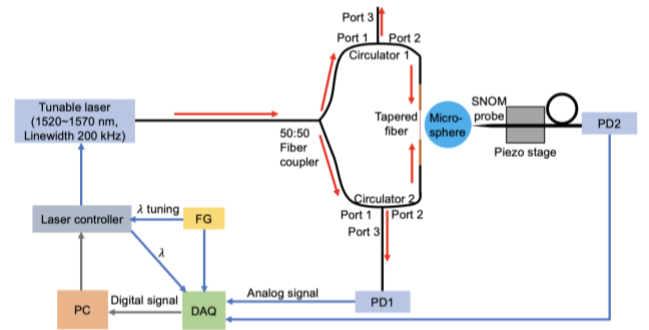 Port 3
Port 1
Port 2
Circulator 1
Tunable laser
(1520~1570 nm,
Linewidth 200 kHz)
50:50
Fiber
coupler
Tapered
fiber
Micro-
sphere
SNOM
probe
Piezo stage
PD2
Circulator 2
Port 1
Port 2
Port 3
Laser controller
λ tuning
FG
λ
PC
Digital signal
DAQ
Analog signal
PD1